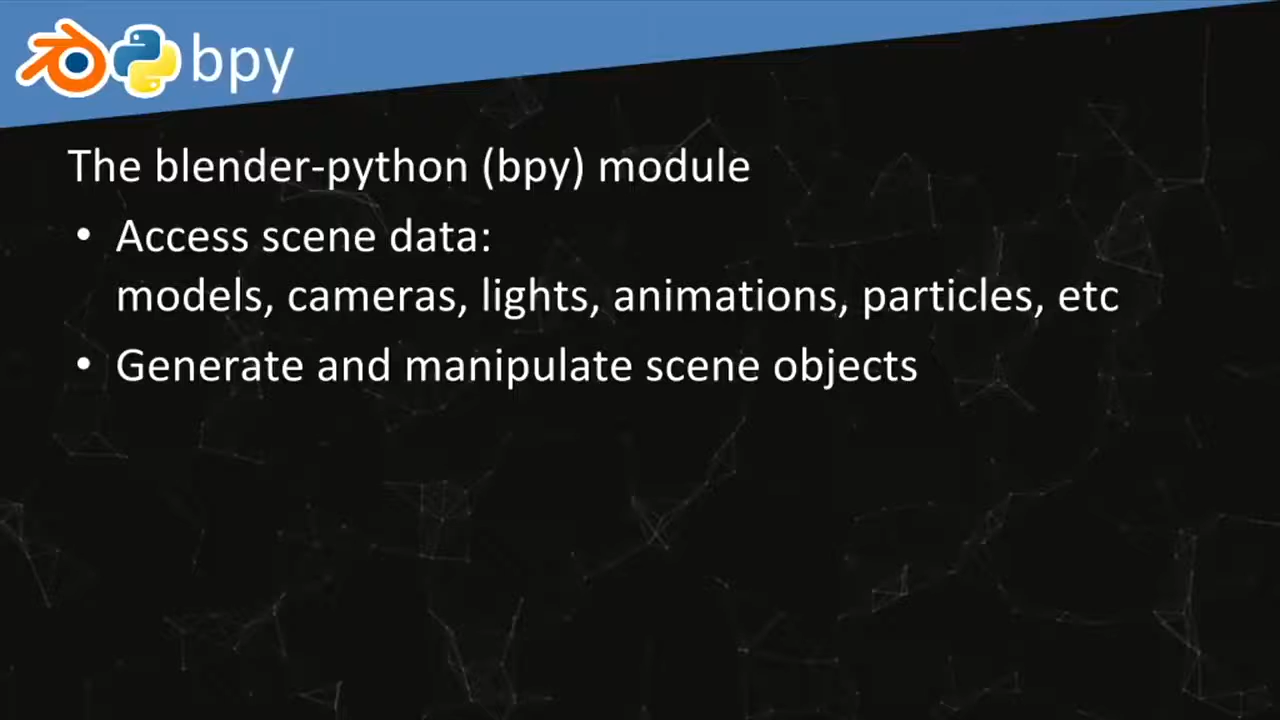 bpy
The blender-python (bpy) module
• Access scene data:
models, cameras, lights, animations, particles, etc
• Generate and manipulate scene objects